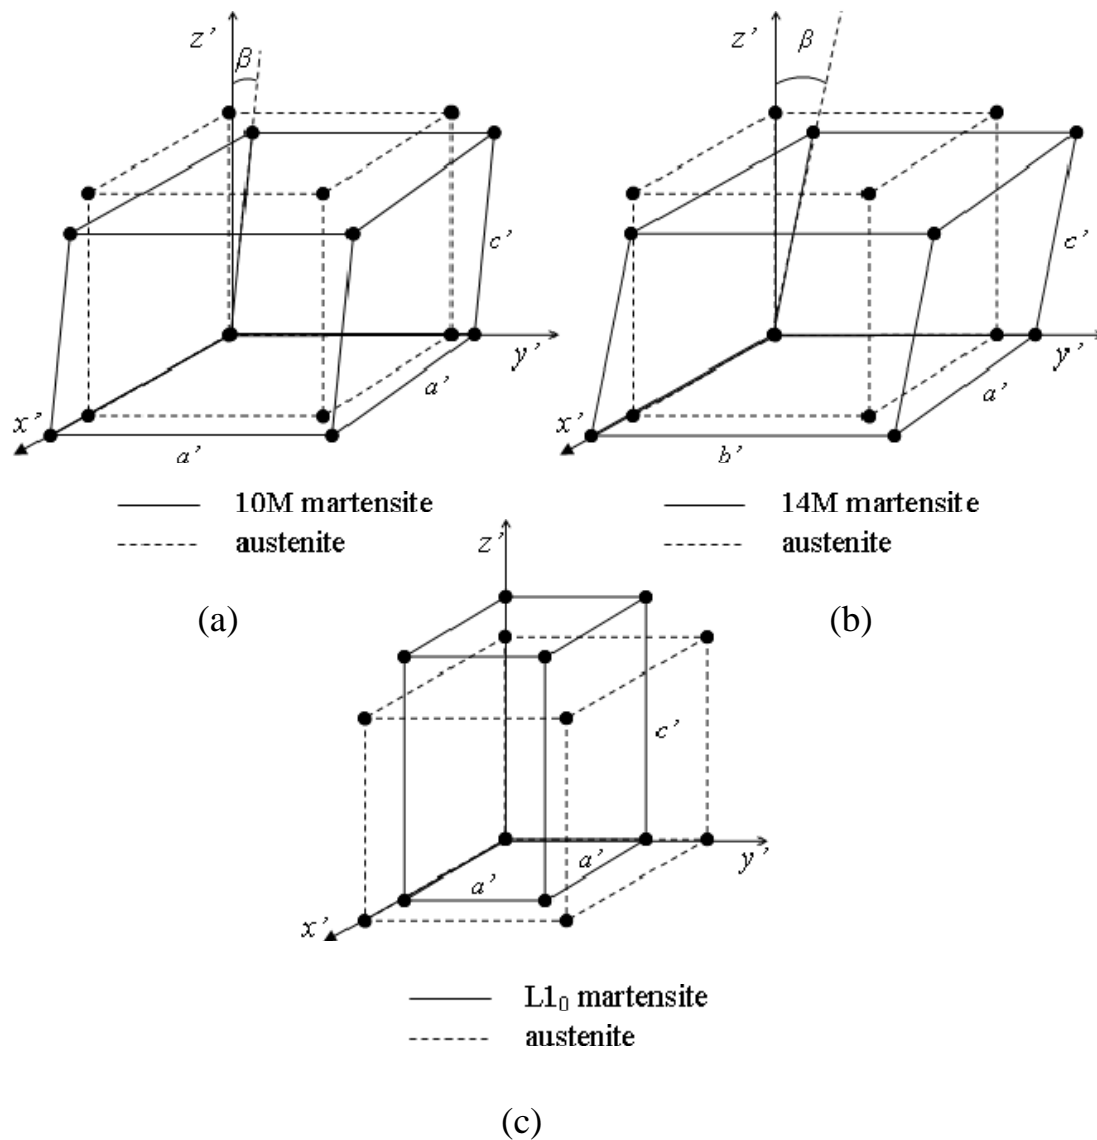 z’ β
c’
y’
x’ a’
a’
10M martensite
austenite
(a)
z’ β
c’
y’
x’ a’
b’
14M martensite
austenite
(b)
z’
c’
y’
a’
a’
x’
L1₀ martensite
austenite
(c)